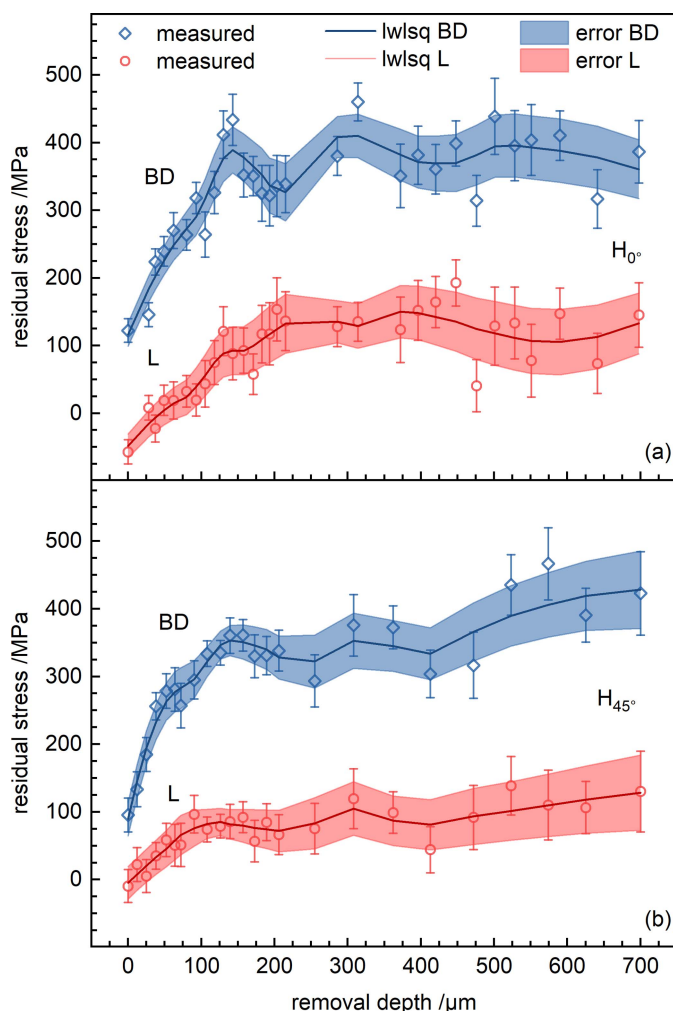 measured lwlsq BD error BD
measured lwlsq L error L
500
400
300
200
100
0
residual stress /MPa
BD
L
H0°
(a)
500
400
300
200
100
0
residual stress /MPa
BD
L
H45°
(b)
0 100 200 300 400 500 600 700
removal depth /µm